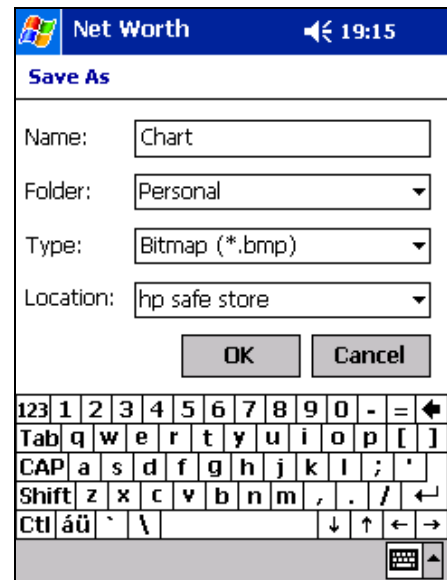 Net Worth 19:15
Save As
Name: Chart
Folder: Personal
Type: Bitmap (*.bmp)
Location: hp safe store
OK Cancel
123 1 2 3 4 5 6 7 8 9 0 - = 
Tab q w e r t y u i o p [ ]
CAP a s d f g h j k l ; '
Shift z x c v b n m , . /
Ctl áü ` \ ↓ ↑ ← →